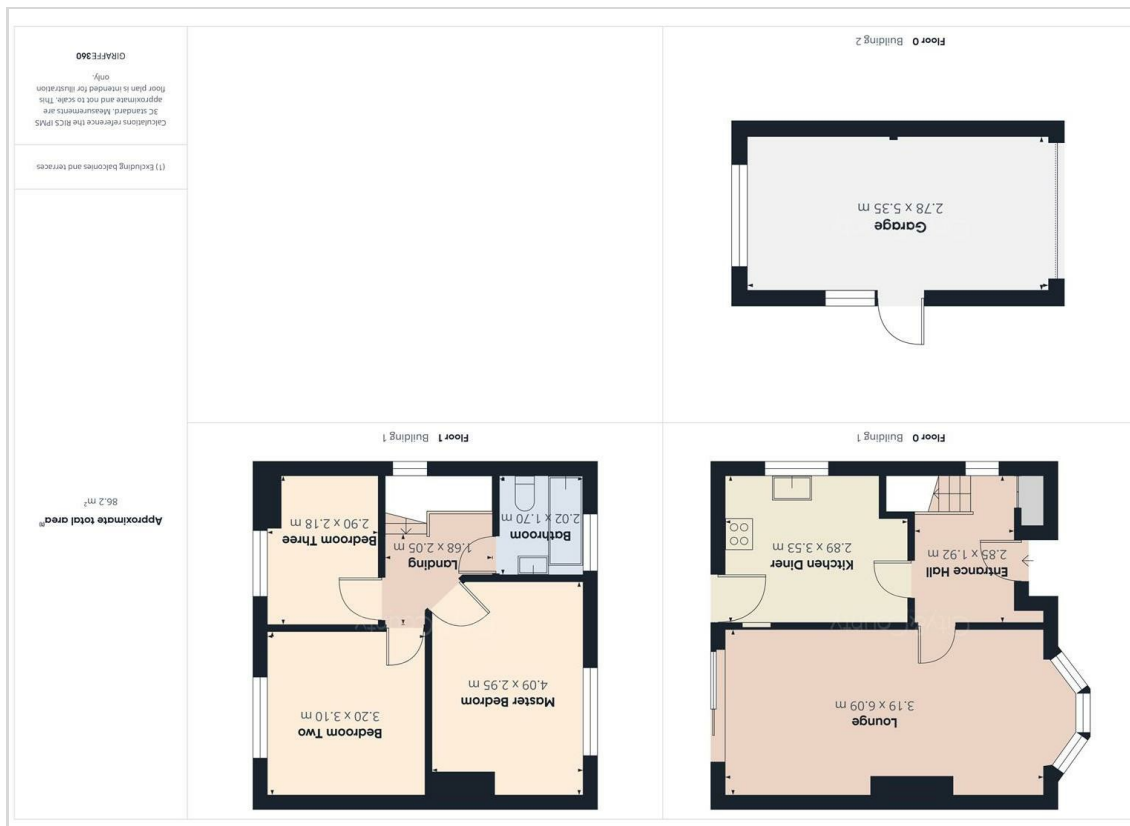 Lounge
3.19 x 6.09 m
Entrance Hall
2.85 x 1.92 m
Kitchen Diner
2.89 x 3.53 m
Floor 0 Building 1
Master Bedrom
4.09 x 2.95 m
Bedroom Two
3.20 x 3.10 m
Bathroom
2.02 x 1.70 m
Landing
1.68 x 2.05 m
Bedroom Three
2.90 x 2.18 m
Floor 1 Building 1
Garage
2.78 x 5.35 m
Floor 0 Building 2
Approximate total area⁽¹⁾
86.2 m²
(1) Excluding balconies and terraces
Calculations reference the RICS IPMS
3C standard. Measurements are
approximate and not to scale. This
floor plan is intended for illustration
only.
GIRAFFE360